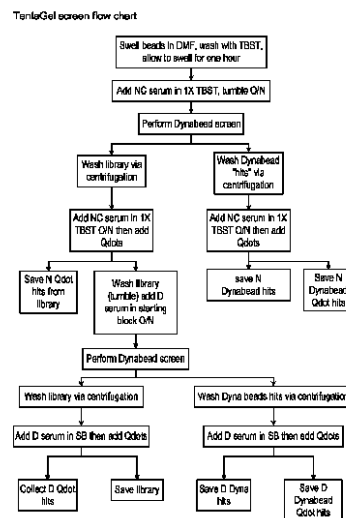 TentaGel screen flow chart
Swell beads in DMF, wash with TBST,
allow to swell for one hour
Add NC serum in 1X TBST, tumble O/N
Perform Dynabead screen
Wash library via
centrifugation
Wash Dynabead
"hits" via
centrifugation
Add NC serum in 1X
TBST O/N then add
Qdots
Add NC serum in 1X
TBST O/N then add
Qdots
Save N Qdot
hits from
library
Wash library
(tumble) add D
serum in starting
block O/N
save N
Dynabead hits
Save N
Dynabead
Qdot hits
Perform Dynabead screen
Wash library via centrifugation
Wash Dyna beads hits via centrifugation
Add D serum in SB then add Qdots
Add D serum in SB then add Qdots
Collect D Qdot
hits
Save library
Save D Dyna
hits
Save D
Dynabead
Qdot hits